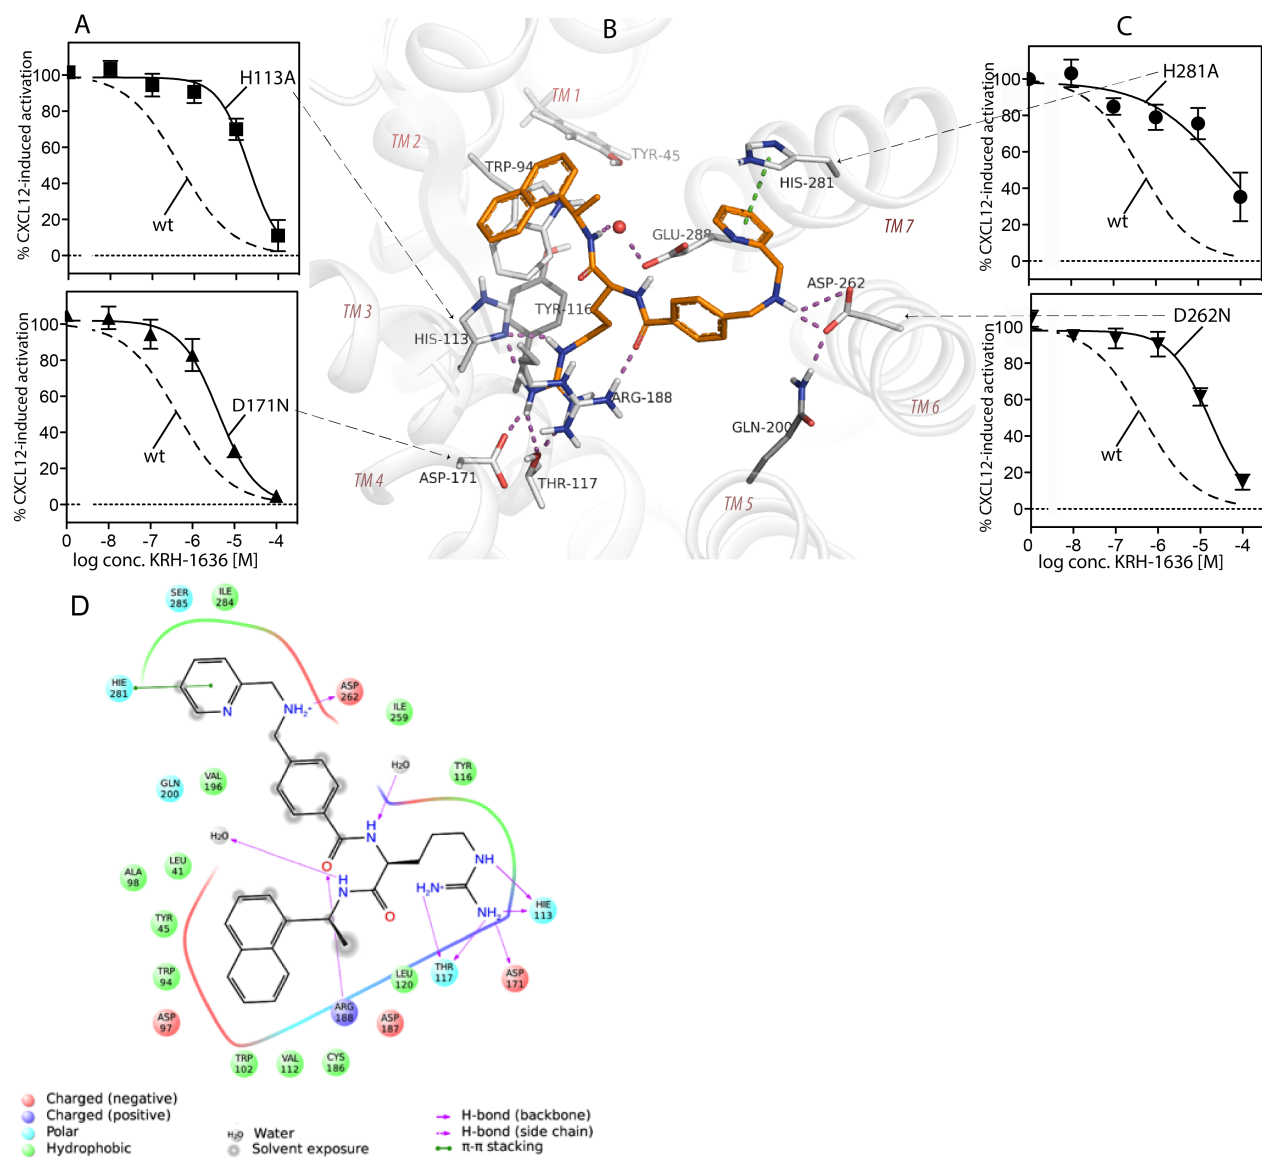 A
% CXCL12-induced activation
100
80
60
40
20
0
H113A
wt
% CXCL12-induced activation
100
80
60
40
20
0
D171N
wt
0 -8 -7 -6 -5 -4
log conc. KRH-1636 [M]
B
TM 1
TM 2
TYR-45
TRP-94
HIS-281
TM 7
GLU-288
ASP-262
TM 3
TYR-116
HIS-113
ARG-188
TM 6
GLN-200
TM 4
ASP-171
THR-117
TM 5
C
% CXCL12-induced activation
100
80
60
40
20
0
H281A
wt
% CXCL12-induced activation
100
80
60
40
20
0
D262N
wt
0 -8 -7 -6 -5 -4
log conc. KRH-1636 [M]
D
SER
285
ILE
284
HIE
281
N
NH₂⁺
ASP
262
ILE
259
GLN
200
VAL
196
H₂O
TYR
116
H₂O
H
N
O
H
N
O
NH
H₂N⁺
NH₂
HIE
113
LEU
41
ALA
98
TYR
45
TRP
94
ASP
97
LEU
120
THR
117
ASP
171
ARG
188
ASP
187
TRP
102
VAL
112
CYS
186
Charged (negative)
Charged (positive)
Polar
Hydrophobic
H₂O Water
Solvent exposure
H-bond (backbone)
H-bond (side chain)
π-π stacking